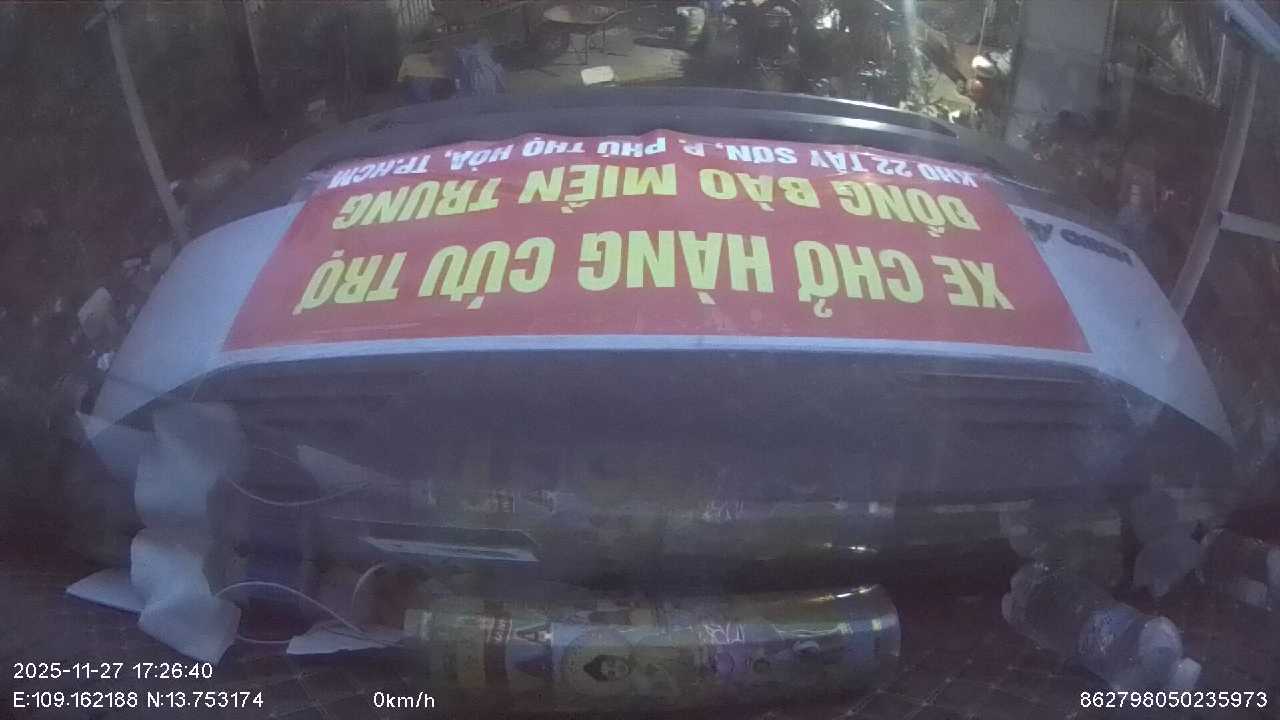 XE CHỞ HÀNG CỨU TRỢ
ĐỒNG BÀO MIỀN TRUNG
KHO 22.TÂY SƠN, P. PHÚ THỌ HÒA, TP.HCM
2025-11-27 17:26:40
E:109.162188 N:13.753174
0km/h
862798050235973